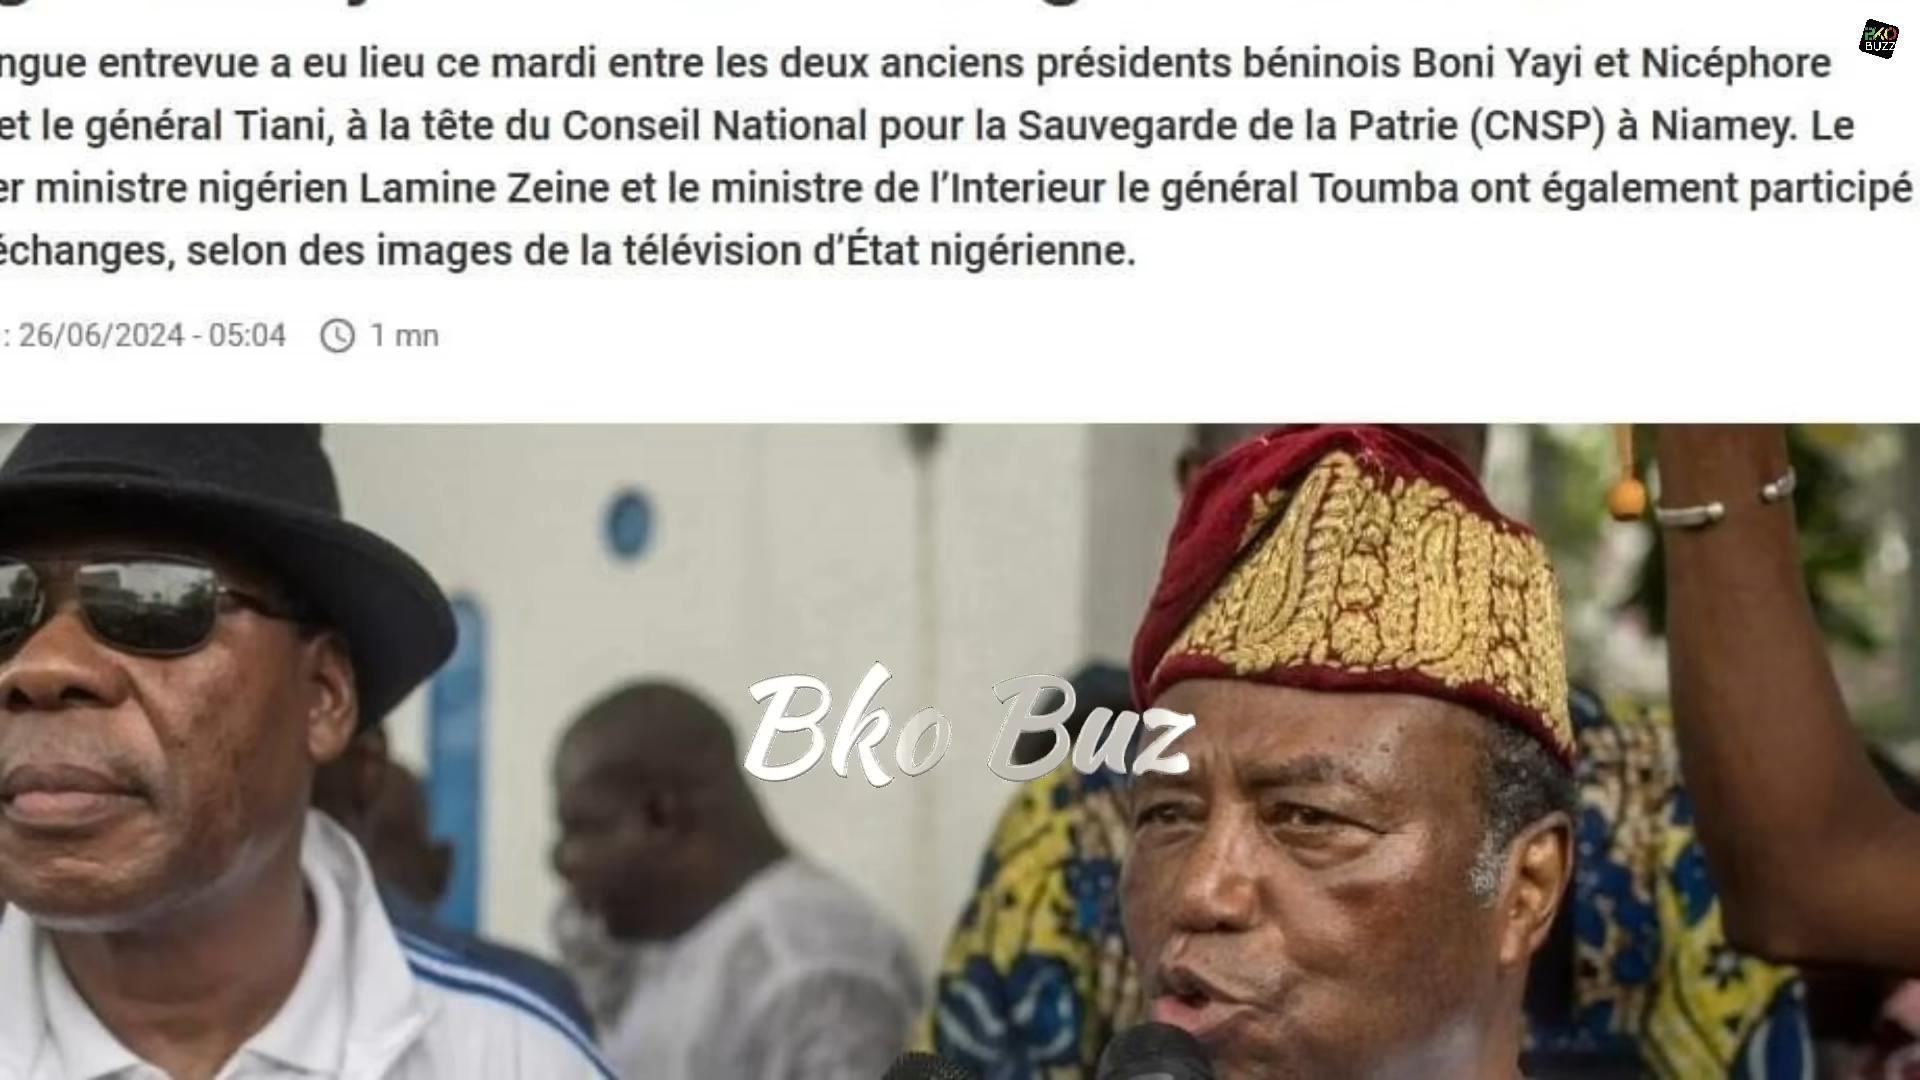 BKO
BUZZ
ngue entrevue a eu lieu ce mardi entre les deux anciens présidents béninois Boni Yayi et Nicéphore
et le général Tiani, à la tête du Conseil National pour la Sauvegarde de la Patrie (CNSP) à Niamey. Le
er ministre nigérien Lamine Zeine et le ministre de l’Interieur le général Toumba ont également participé
échanges, selon des images de la télévision d’État nigérienne.
: 26/06/2024 - 05:04 1 mn
Bko Buz